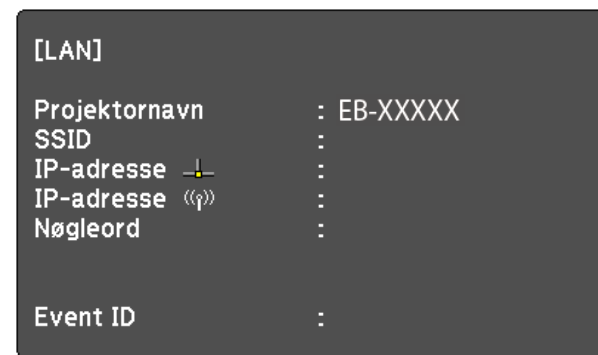 [LAN]
Projektornavn : EB-XXXXX
SSID :
IP-adresse :
IP-adresse :
Nøgleord :
Event ID :